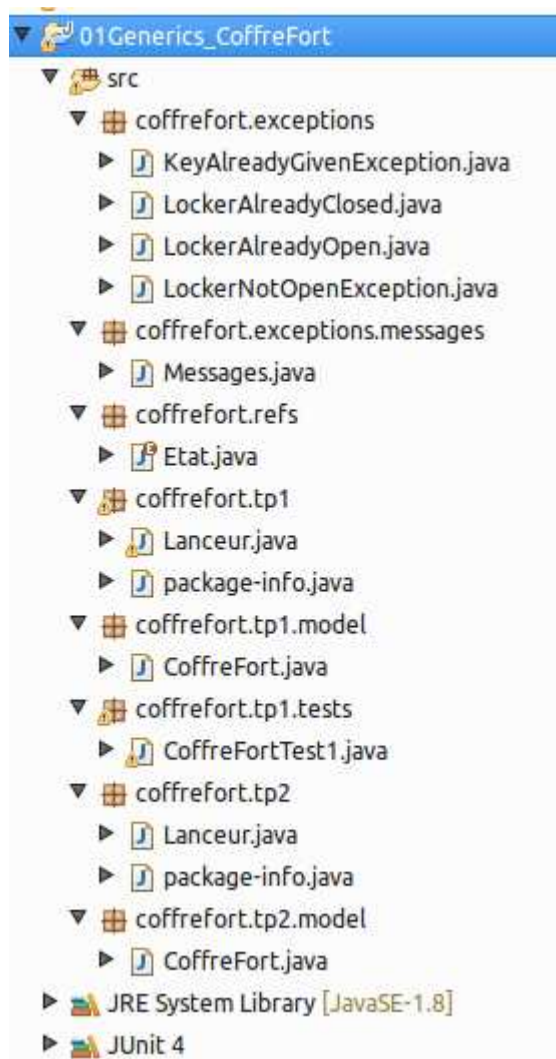 01Generics_CoffreFort
src
coffrefort.exceptions
KeyAlreadyGivenException.java
LockerAlreadyClosed.java
LockerAlreadyOpen.java
LockerNotOpenException.java
coffrefort.exceptions.messages
Messages.java
coffrefort.refs
Etat.java
coffrefort.tp1
Lanceur.java
package-info.java
coffrefort.tp1.model
CoffreFort.java
coffrefort.tp1.tests
CoffreFortTest1.java
coffrefort.tp2
Lanceur.java
package-info.java
coffrefort.tp2.model
CoffreFort.java
JRE System Library [JavaSE-1.8]
JUnit 4